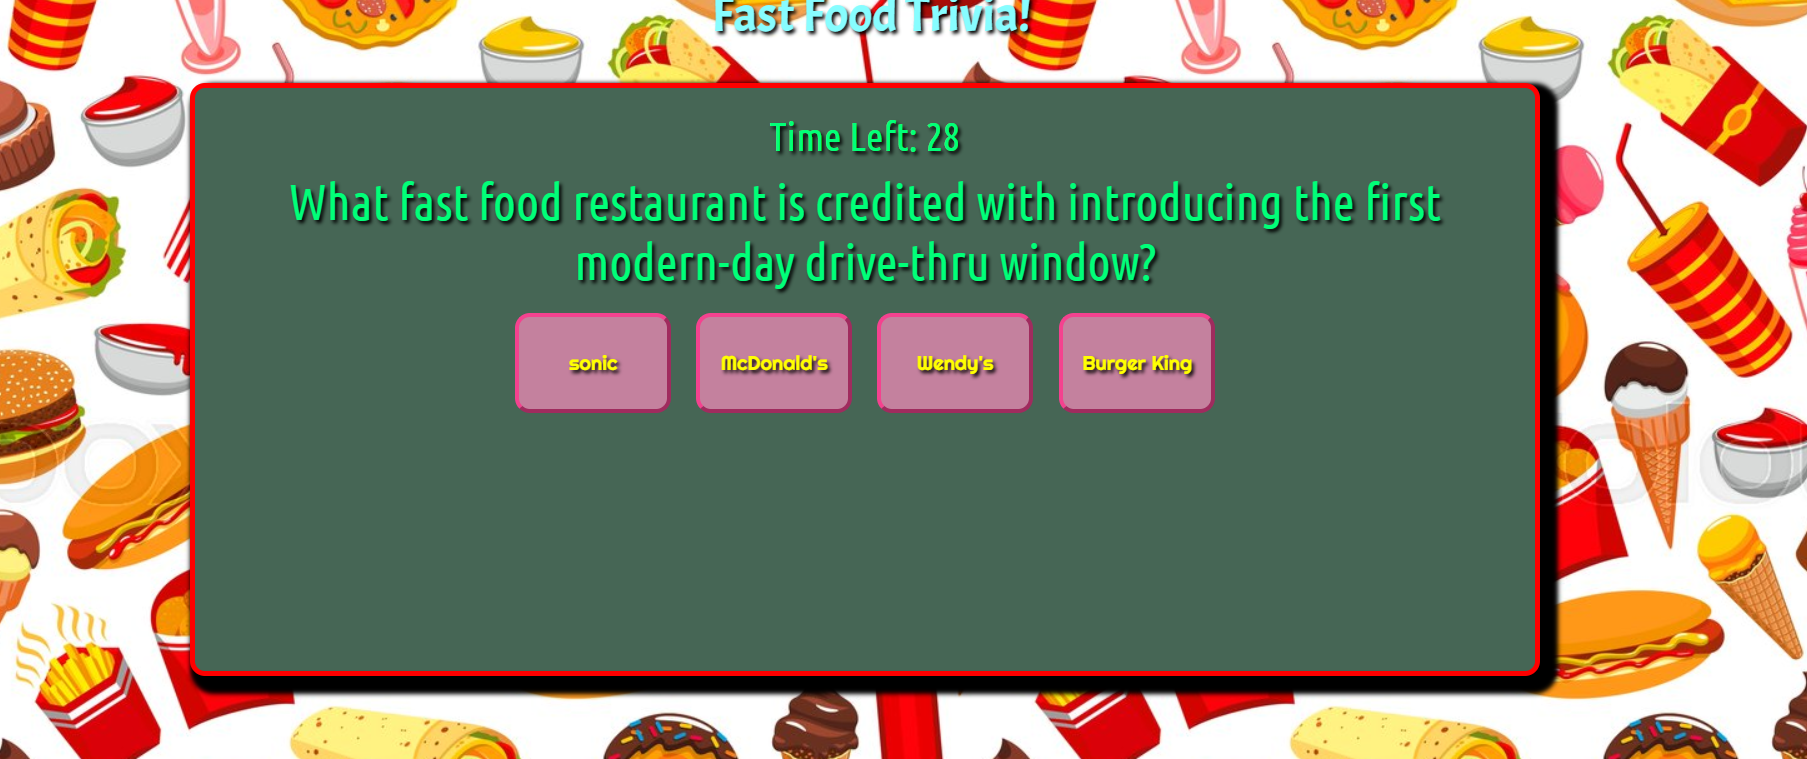 Fast Food Trivia!
Time Left: 28
What fast food restaurant is credited with introducing the first
modern-day drive-thru window?
sonic
McDonald's
Wendy's
Burger King